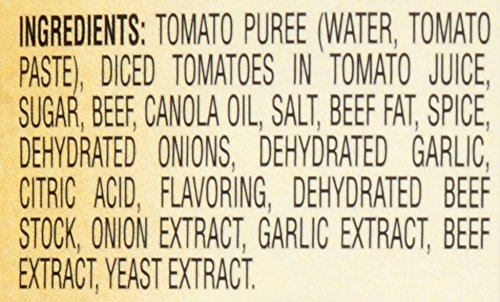 INGREDIENTS: TOMATO PUREE (WATER, TOMATO
PASTE), DICED TOMATOES IN TOMATO JUICE,
SUGAR, BEEF, CANOLA OIL, SALT, BEEF FAT, SPICE,
DEHYDRATED ONIONS, DEHYDRATED GARLIC,
CITRIC ACID, FLAVORING, DEHYDRATED BEEF
STOCK, ONION EXTRACT, GARLIC EXTRACT, BEEF
EXTRACT, YEAST EXTRACT.